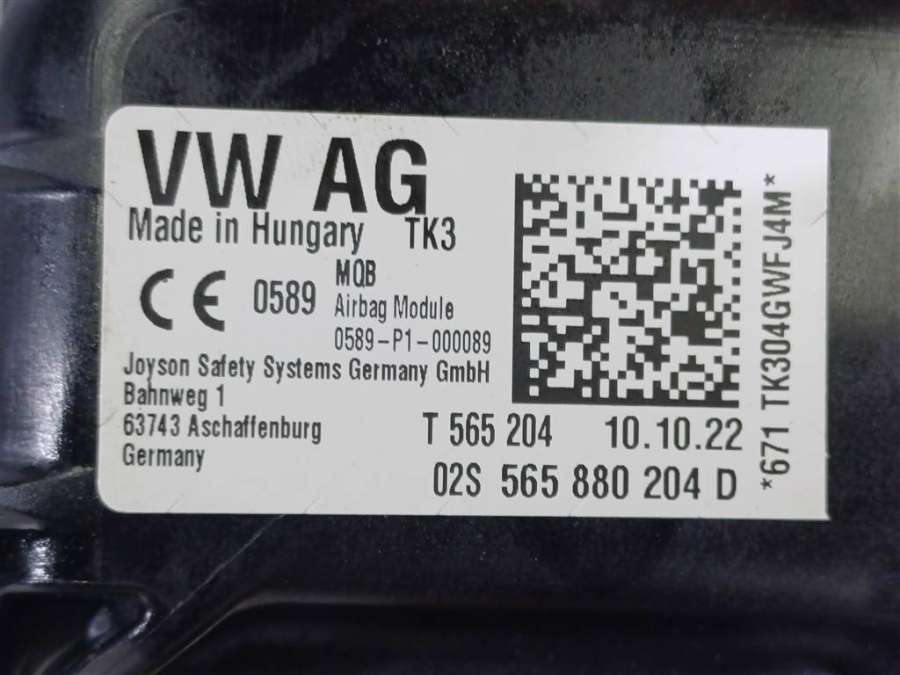 VW AG
Made in Hungary TK3
CE 0589
MQB
Airbag Module
0589-P1-000089
Joyson Safety Systems Germany GmbH
Bahnweg 1
63743 Aschaffenburg
Germany
T 565 204 10.10.22
02S 565 880 204 D
*671 TK304GWFJ4M*